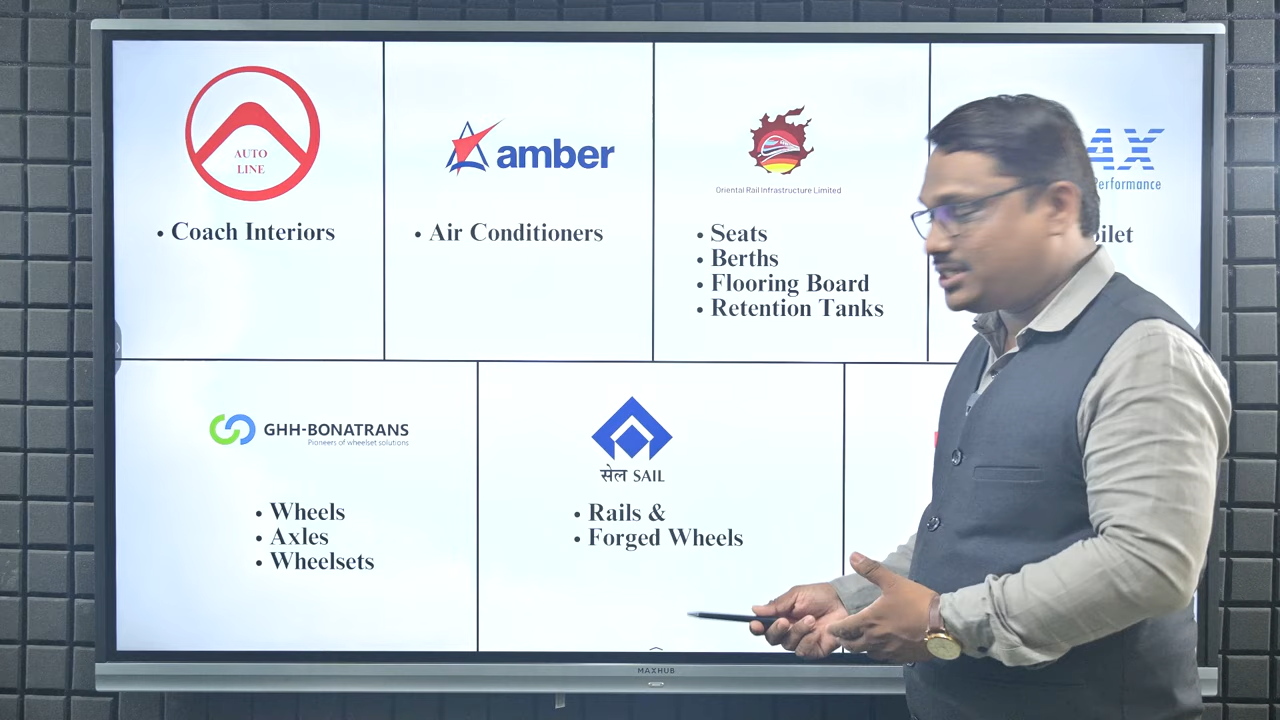 AUTO
LINE
• Coach Interiors
amber
• Air Conditioners
Oriental Rail Infrastructure Limited
• Seats
• Berths
• Flooring Board
• Retention Tanks
AX
Performance
GHH-BONATRANS
Pioneers of wheelset solutions
• Wheels
• Axles
• Wheelsets
सेल SAIL
• Rails &
• Forged Wheels
MAXHUB